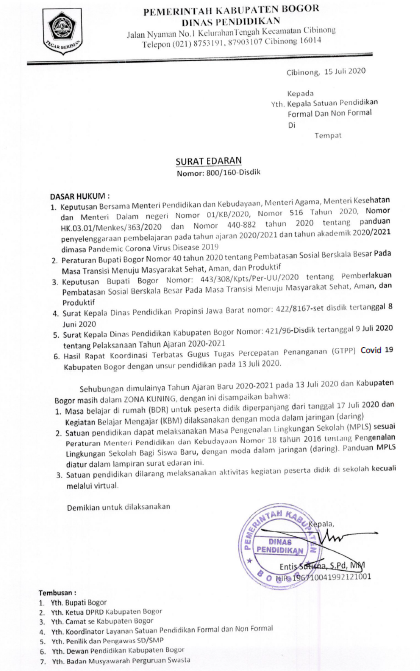 PEMERINTAH KABUPATEN BOGOR
DINAS PENDIDIKAN
Jalan Nyaman No.1 KelurahanTengah Kecamatan Cibinong
Telepon (021) 8753191, 87903107 Cibinong 16014
Cibinong, 15 Juli 2020
Kepada
Yth. Kepala Satuan Pendidikan
Formal Dan Non Formal
Di
Tempat
SURAT EDARAN
Nomor: 800/160-Disdik
DASAR HUKUM :
1. Keputusan Bersama Menteri Pendidikan dan Kebudayaan, Menteri Agama, Menteri Kesehatan
dan Menteri Dalam negeri Nomor 01/KB/2020, Nomor 516 Tahun 2020, Nomor
HK.03.01/Menkes/363/2020 dan Nomor 440-882 tahun 2020 tentang panduan
penyelenggaraan pembelajaran pada tahun ajaran 2020/2021 dan tahun akademik 2020/2021
dimasa Pandemic Corona Virus Disease 2019
2. Peraturan Bupati Bogor Nomor 40 tahun 2020 tentang Pembatasan Sosial Berskala Besar Pada
Masa Transisi Menuju Masyarakat Sehat, Aman, dan Produktif
3. Keputusan Bupati Bogor Nomor: 443/308/Kpts/Per-UU/2020 tentang Pemberlakuan
Pembatasan Sosial Berskala Besar Pada Masa Transisi Menuju Masyarakat Sehat, Aman, dan
Produktif
4. Surat Kepala Dinas Pendidikan Propinsi Jawa Barat nomor: 422/8167-set disdik tertanggal 8
Juni 2020
5. Surat Kepala Dinas Pendidikan Kabupaten Bogor Nomor: 421/96-Disdik tertanggal 9 Juli 2020
tentang Pelaksanaan Tahun Ajaran 2020-2021
6. Hasil Rapat Koordinasi Terbatas Gugus Tugas Percepatan Penanganan (GTPP) Covid 19
Kabupaten Bogor dengan unsur pendidikan pada 13 Juli 2020.
Sehubungan dimulainya Tahun Ajaran Baru 2020-2021 pada 13 Juli 2020 dan Kabupaten
Bogor masih dalam ZONA KUNING, dengan ini disampaikan bahwa:
1. Masa belajar di rumah (BDR) untuk peserta didik diperpanjang dari tanggal 17 Juli 2020 dan
Kegiatan Belajar Mengajar (KBM) dilaksanakan dengan moda dalam jaringan (daring)
2. Satuan pendidikan dapat melaksanakan Masa Pengenalan Lingkungan Sekolah (MPLS) sesuai
Peraturan Menteri Pendidikan dan Kebudayaan Nomor 18 tahun 2016 tentang Pengenalan
Lingkungan Sekolah Bagi Siswa Baru, dengan moda dalam jaringan (daring). Panduan MPLS
diatur dalam lampiran surat edaran ini.
3. Satuan pendidikan dilarang melaksanakan aktivitas kegiatan peserta didik di sekolah kecuali
melalui virtual.
Demikian untuk dilaksanakan
Kepala,
PEMERINTAH KABUPATEN
DINAS
PENDIDIKAN
BOGOR
Entis Sutisna, S.Pd, MM
196710041992121001
Tembusan :
1. Yth. Bupati Bogor
2. Yth. Ketua DPRD Kabupaten Bogor
3. Yth. Camat se Kabupaten Bogor
4. Yth. Koordinator Layanan Satuan Pendidikan Formal dan Non Formal
5. Yth. Penilik dan Pengawas SD/SMP
6. Yth. Dewan Pendidikan Kabupaten Bogor
7. Yth. Badan Musyawarah Perguruan Swasta